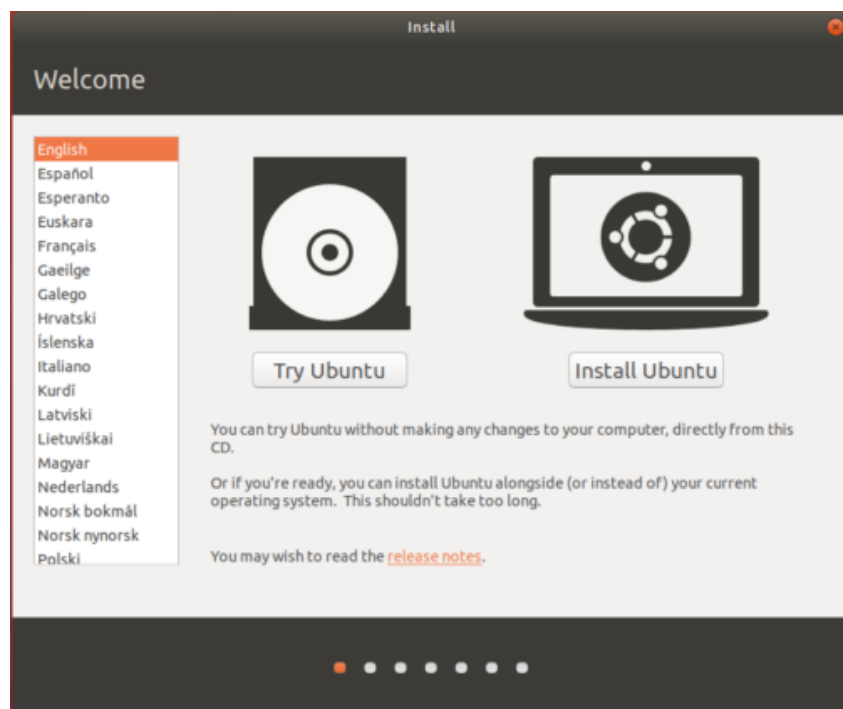 Install
Welcome
English
Español
Esperanto
Euskara
Français
Gaeilge
Galego
Hrvatski
Íslenska
Italiano
Kurdî
Latviski
Lietuviškai
Magyar
Nederlands
Norsk bokmål
Norsk nynorsk
Polski
Try Ubuntu
Install Ubuntu
You can try Ubuntu without making any changes to your computer, directly from this
CD.
Or if you're ready, you can install Ubuntu alongside (or instead of) your current
operating system. This shouldn't take too long.
You may wish to read the release notes.